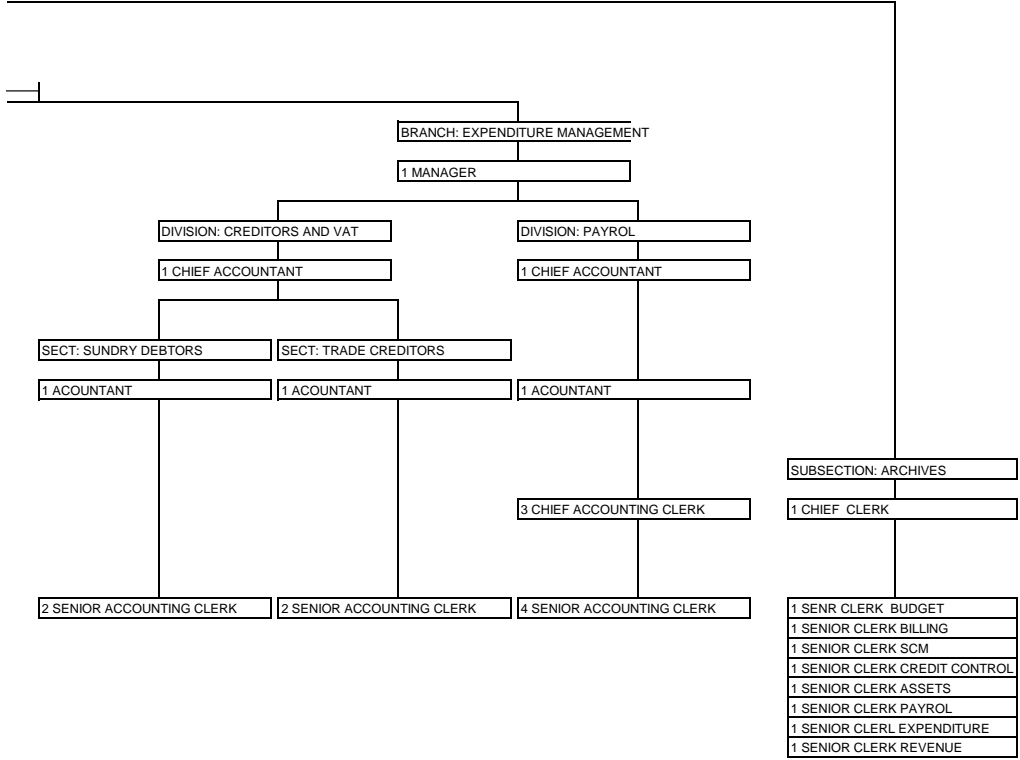 BRANCH: EXPENDITURE MANAGEMENT
1 MANAGER
DIVISION: CREDITORS AND VAT
DIVISION: PAYROL
1 CHIEF ACCOUNTANT
1 CHIEF ACCOUNTANT
SECT: SUNDRY DEBTORS
SECT: TRADE CREDITORS
1 ACOUNTANT
1 ACOUNTANT
1 ACOUNTANT
SUBSECTION: ARCHIVES
3 CHIEF ACCOUNTING CLERK
1 CHIEF  CLERK
2 SENIOR ACCOUNTING CLERK
2 SENIOR ACCOUNTING CLERK
4 SENIOR ACCOUNTING CLERK
1 SENR CLERK  BUDGET
1 SENIOR CLERK BILLING
1 SENIOR CLERK SCM
1 SENIOR CLERK CREDIT CONTROL
1 SENIOR CLERK ASSETS
1 SENIOR CLERK PAYROL
1 SENIOR CLERL EXPENDITURE
1 SENIOR CLERK REVENUE